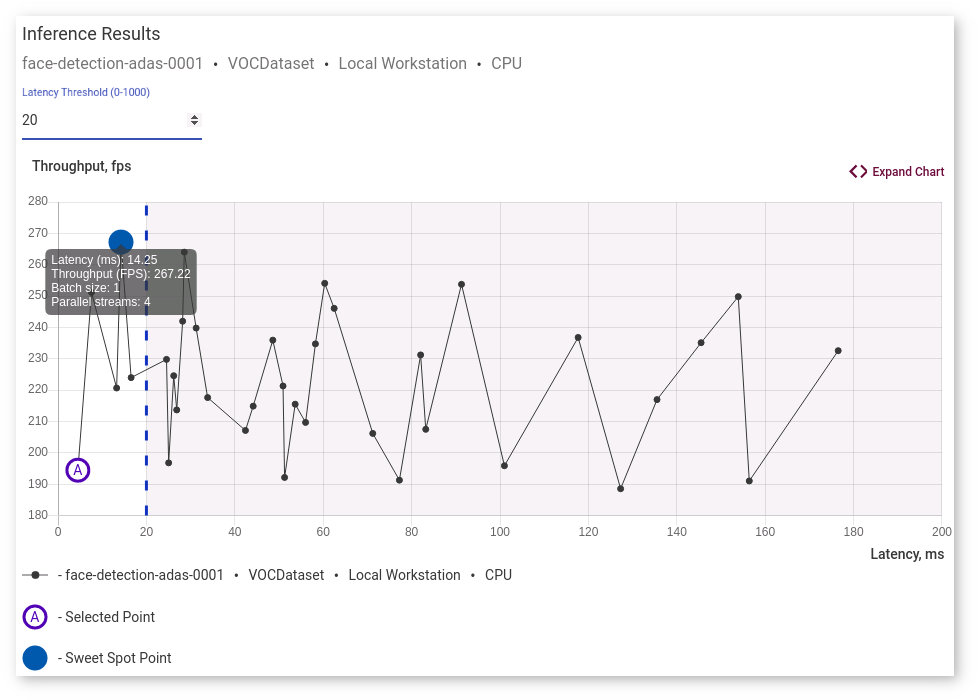 Inference Results
face-detection-adas-0001 • VOCDataset • Local Workstation • CPU
Latency Threshold (0-1000)
20
Throughput, fps
Expand Chart
280
270
260
250
240
230
220
210
200
190
180
Latency (ms): 14.25
Throughput (FPS): 267.22
Batch size: 1
Parallel streams: 4
A
0 20 40 60 80 100 120 140 160 180 200
Latency, ms
- face-detection-adas-0001 • VOCDataset • Local Workstation • CPU
A - Selected Point
- Sweet Spot Point